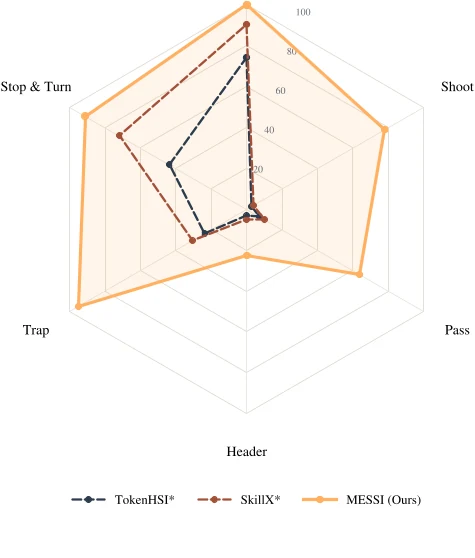 100
80
60
40
20
Stop & Turn
Shoot
Trap
Pass
Header
TokenHSI*
SkillX*
MESSI (Ours)